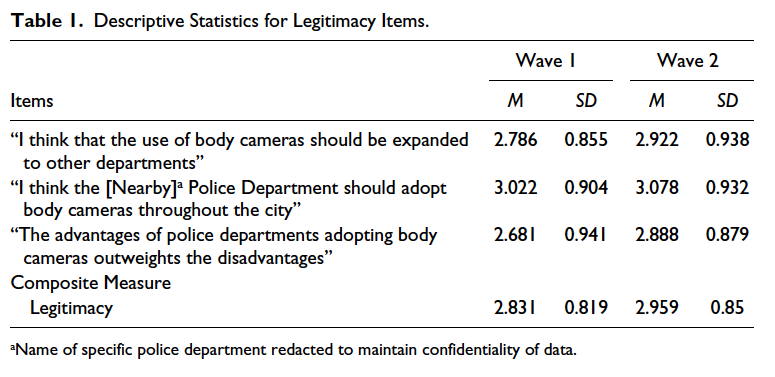 Table 1. Descriptive Statistics for Legitimacy Items.
Wave 1 Wave 2
Items M SD M SD
“I think that the use of body cameras should be expanded
to other departments” 2.786 0.855 2.922 0.938
“I think the [Nearby]a Police Department should adopt
body cameras throughout the city” 3.022 0.904 3.078 0.932
“The advantages of police departments adopting body
cameras outweights the disadvantages” 2.681 0.941 2.888 0.879
Composite Measure
Legitimacy 2.831 0.819 2.959 0.85
aName of specific police department redacted to maintain confidentiality of data.